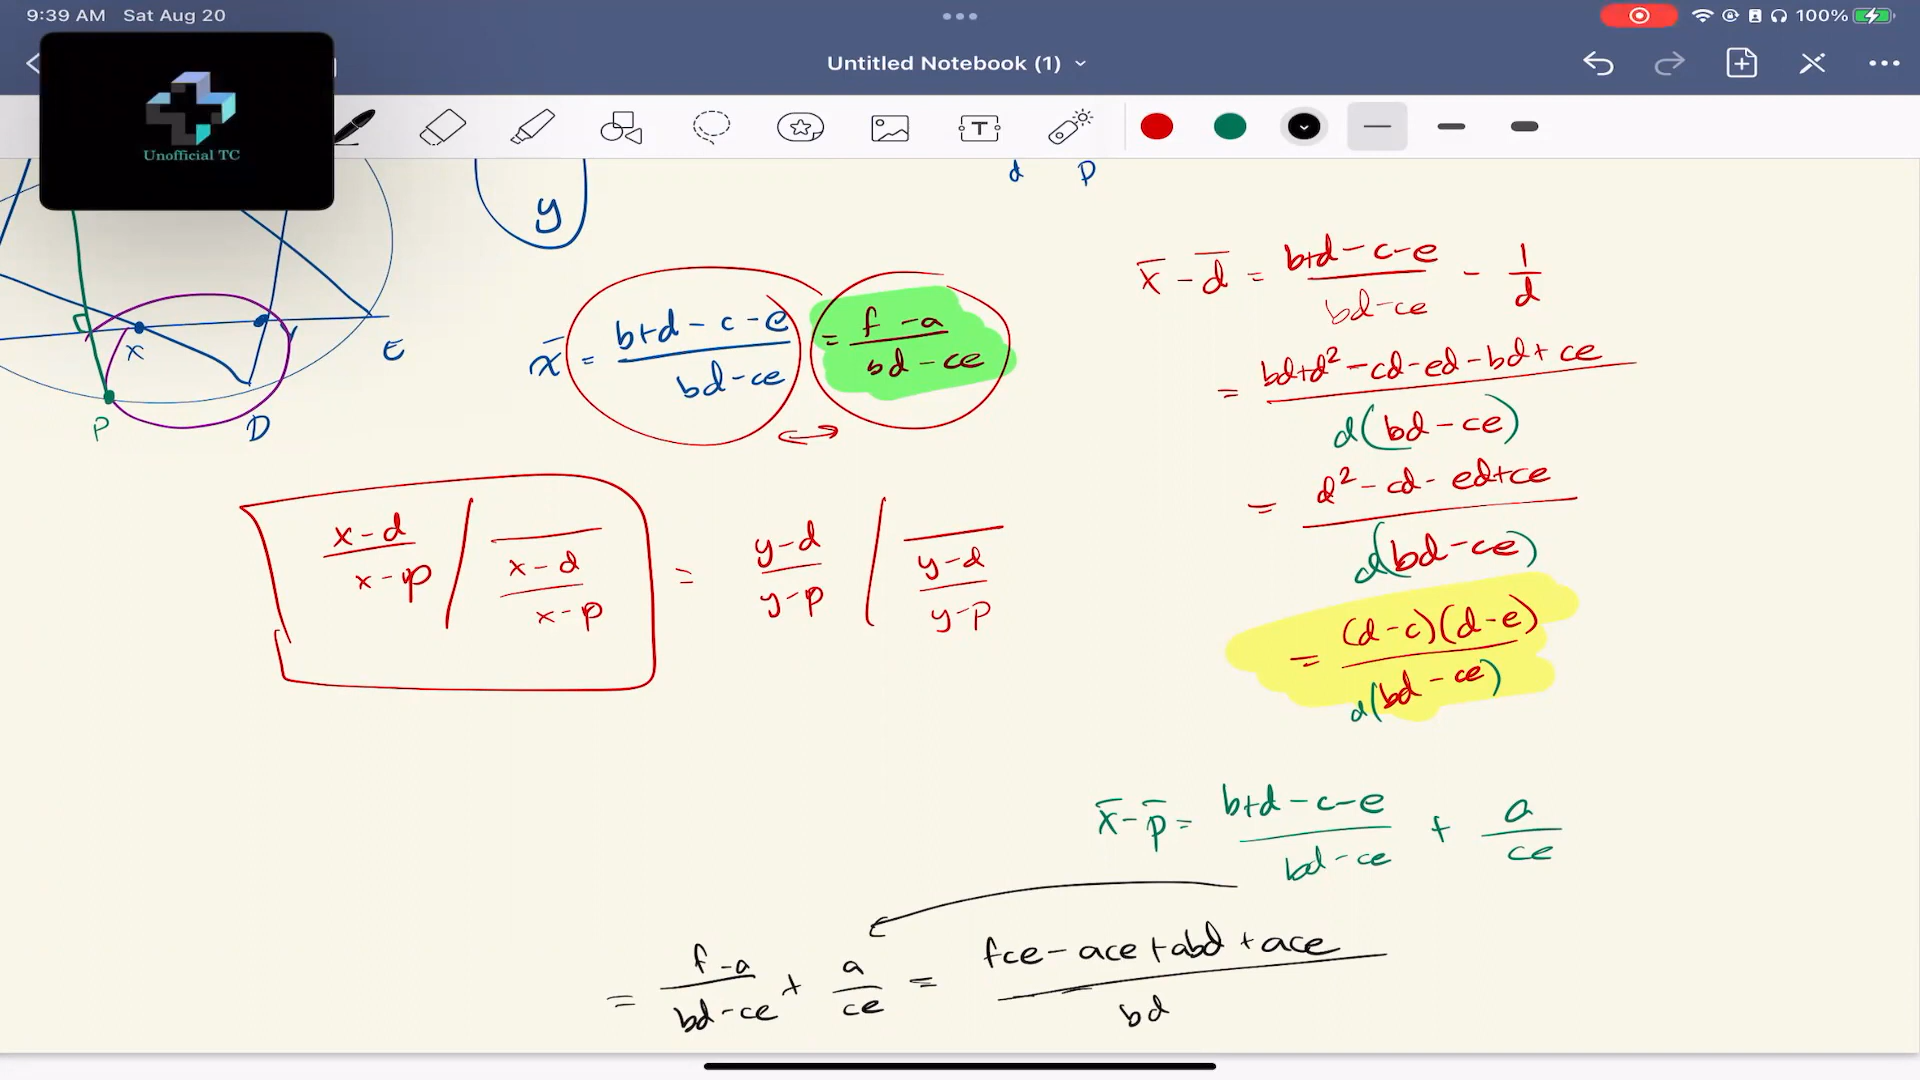 9:39 AM Sat Aug 20
100%
Untitled Notebook (1)
Unofficial TC
T
y
d p
x
E
P
D
x̄ = (b+d-c-e)/(bd-ce) = (f-a)/(bd-ce)
x̄ - d̄ = (b+d-c-e)/(bd-ce) - 1/d
= (bd+d²-cd-ed-bd+ce)/(d(bd-ce))
= (d²-cd-ed+ce)/(d(bd-ce))
= (d-c)(d-e)/(d(bd-ce))
(x-d)/(x-p) / \overline{(x-d)/(x-p)} = (y-d)/(y-p) / \overline{(y-d)/(y-p)}
x̄ - p̄ = (b+d-c-e)/(bd-ce) + a/(ce)
= (f-a)/(bd-ce) + a/(ce) = (fce-ace+abd+ace)/(bd